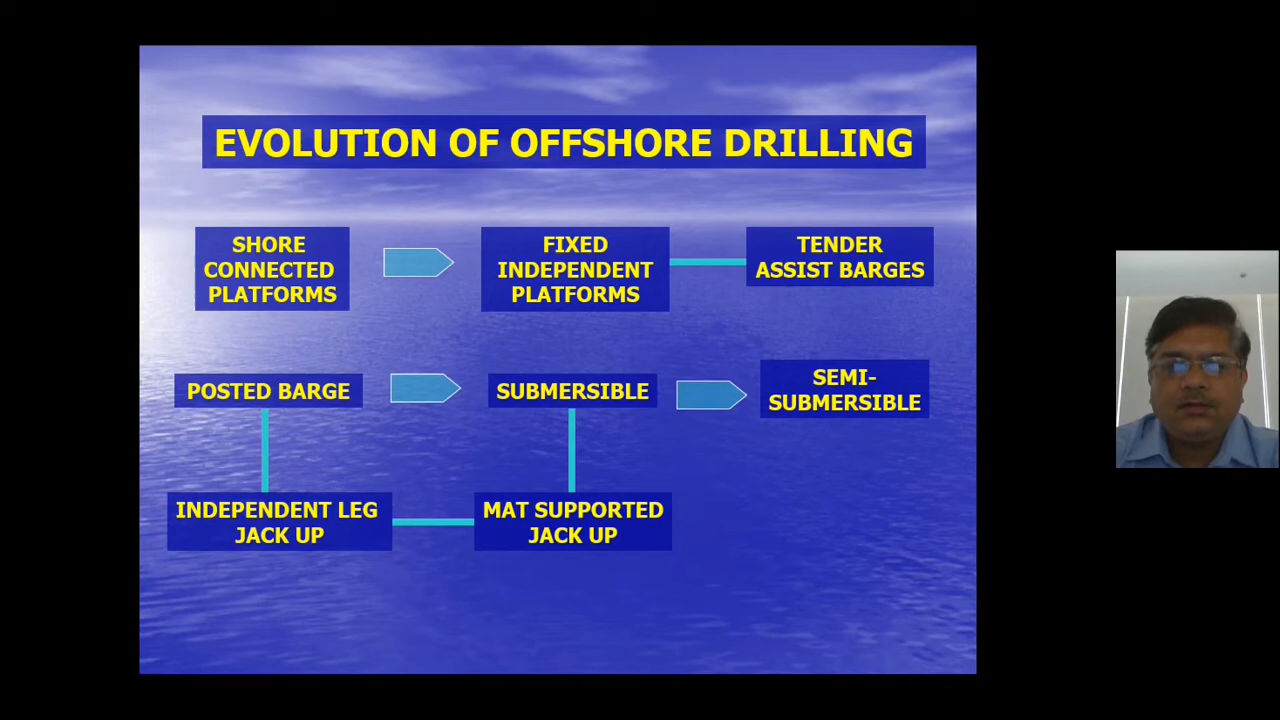 EVOLUTION OF OFFSHORE DRILLING
SHORE
CONNECTED
PLATFORMS
FIXED
INDEPENDENT
PLATFORMS
TENDER
ASSIST BARGES
POSTED BARGE
SUBMERSIBLE
SEMI-
SUBMERSIBLE
INDEPENDENT LEG
JACK UP
MAT SUPPORTED
JACK UP